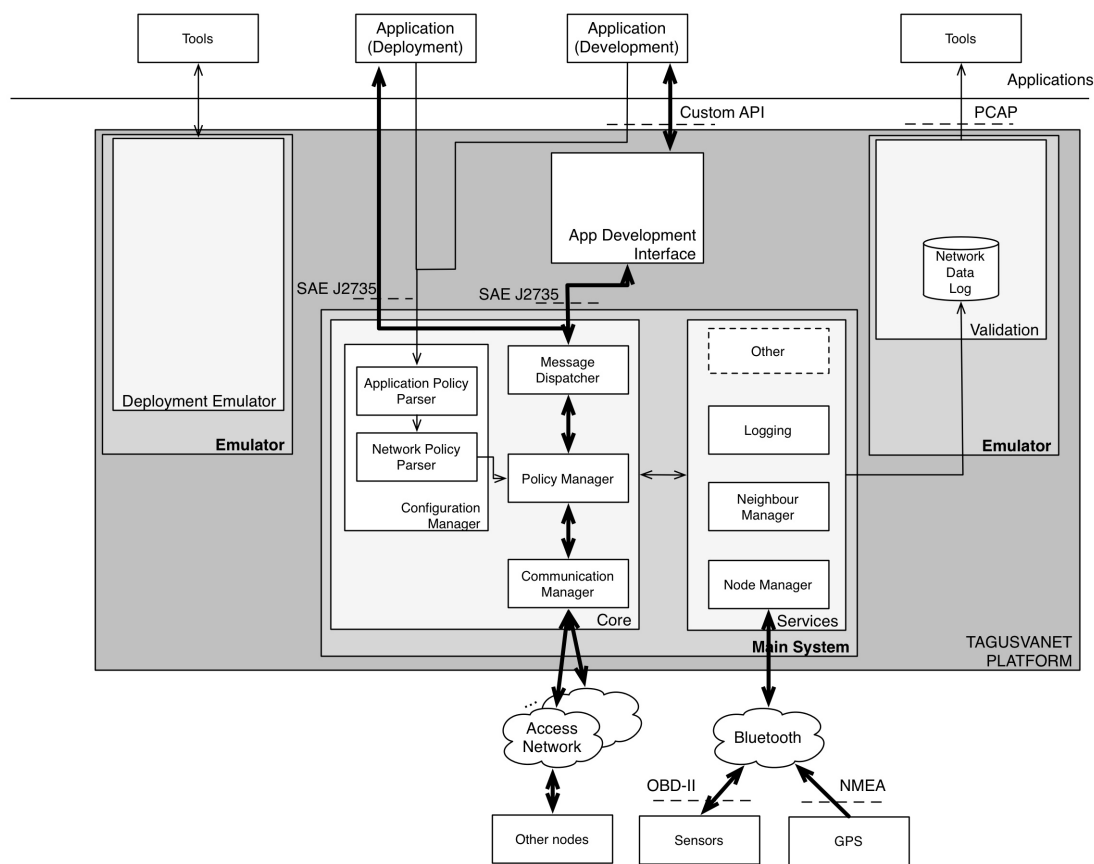 Tools
Application
(Deployment)
Application
(Development)
Tools
Applications
Custom API
PCAP
App Development
Interface
Network
Data
Log
Validation
SAE J2735
SAE J2735
Deployment Emulator
Emulator
Emulator
Application Policy
Parser
Network Policy
Parser
Configuration
Manager
Message
Dispatcher
Policy Manager
Communication
Manager
Core
Other
Logging
Neighbour
Manager
Node Manager
Services
Main System
TAGUSVANET
PLATFORM
...
Access
Network
Bluetooth
OBD-II
NMEA
Other nodes
Sensors
GPS